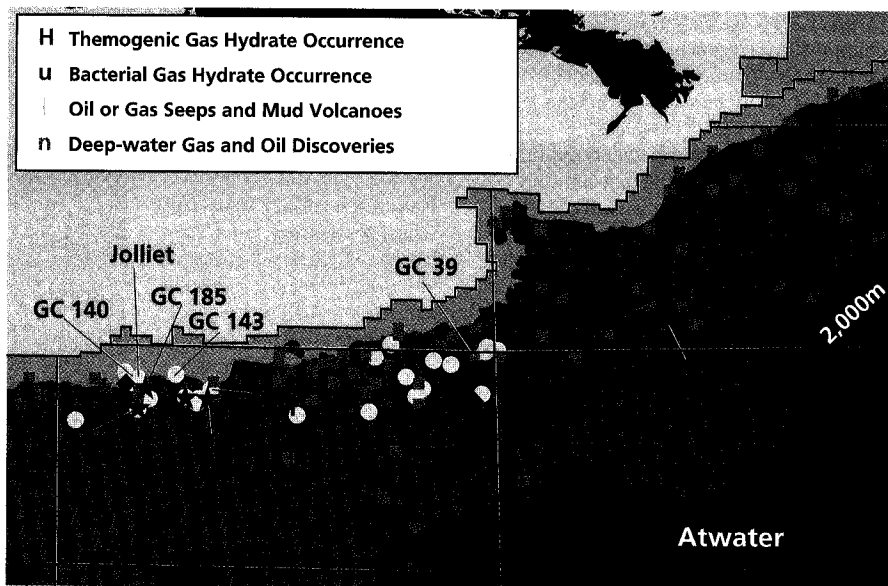 H Themogenic Gas Hydrate Occurrence
u Bacterial Gas Hydrate Occurrence
Oil or Gas Seeps and Mud Volcanoes
n Deep-water Gas and Oil Discoveries
Jolliet
GC 39
GC 185
GC 140
GC 143
2,000m
Atwater